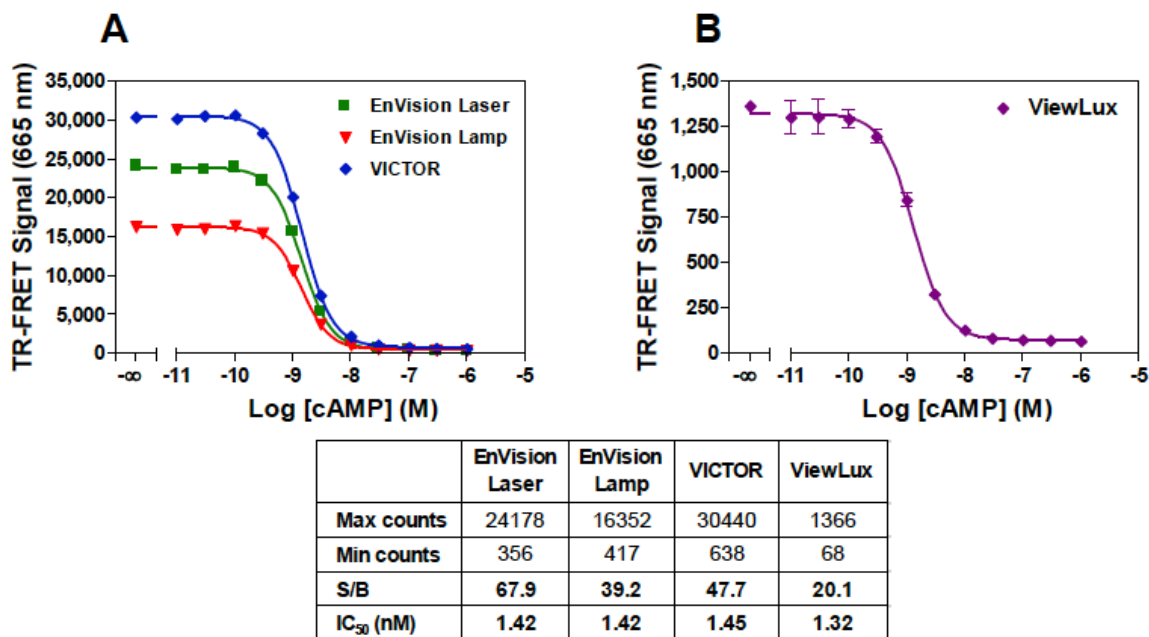 A
TR-FRET Signal (665 nm)
35,000
30,000
25,000
20,000
15,000
10,000
5,000
0
EnVision Laser
EnVision Lamp
VICTOR
-∞ -11 -10 -9 -8 -7 -6 -5
Log [cAMP] (M)
B
TR-FRET Signal (665 nm)
1,500
1,250
1,000
750
500
250
0
ViewLux
-∞ -11 -10 -9 -8 -7 -6 -5
Log [cAMP] (M)
EnVision Laser EnVision Lamp VICTOR ViewLux
Max counts 24178 16352 30440 1366
Min counts 356 417 638 68
S/B 67.9 39.2 47.7 20.1
IC50 (nM) 1.42 1.42 1.45 1.32